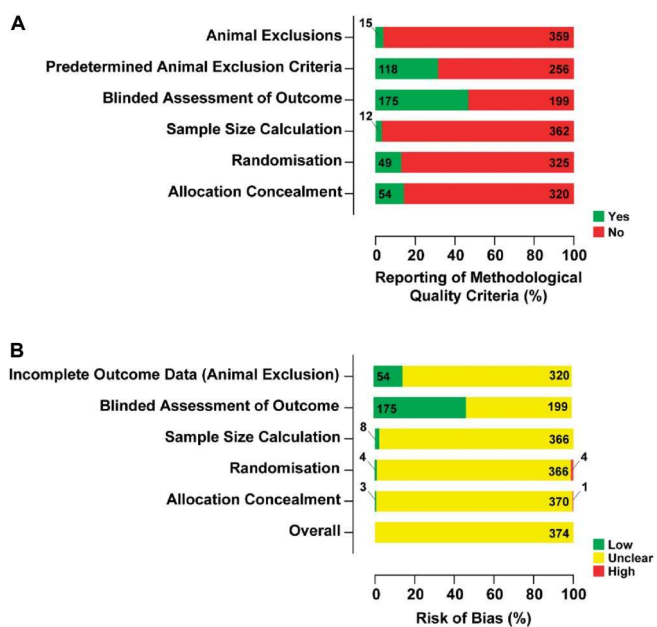 A
15
Animal Exclusions 359
Predetermined Animal Exclusion Criteria 118 256
Blinded Assessment of Outcome 175 199
12
Sample Size Calculation 362
Randomisation 49 325
Allocation Concealment 54 320
Yes
No
0 20 40 60 80 100
Reporting of Methodological
Quality Criteria (%)
B
Incomplete Outcome Data (Animal Exclusion) 54 320
Blinded Assessment of Outcome 175 199
8
Sample Size Calculation 366
4 4
Randomisation 366
3 1
Allocation Concealment 370
Overall 374
Low
Unclear
High
0 20 40 60 80 100
Risk of Bias (%)